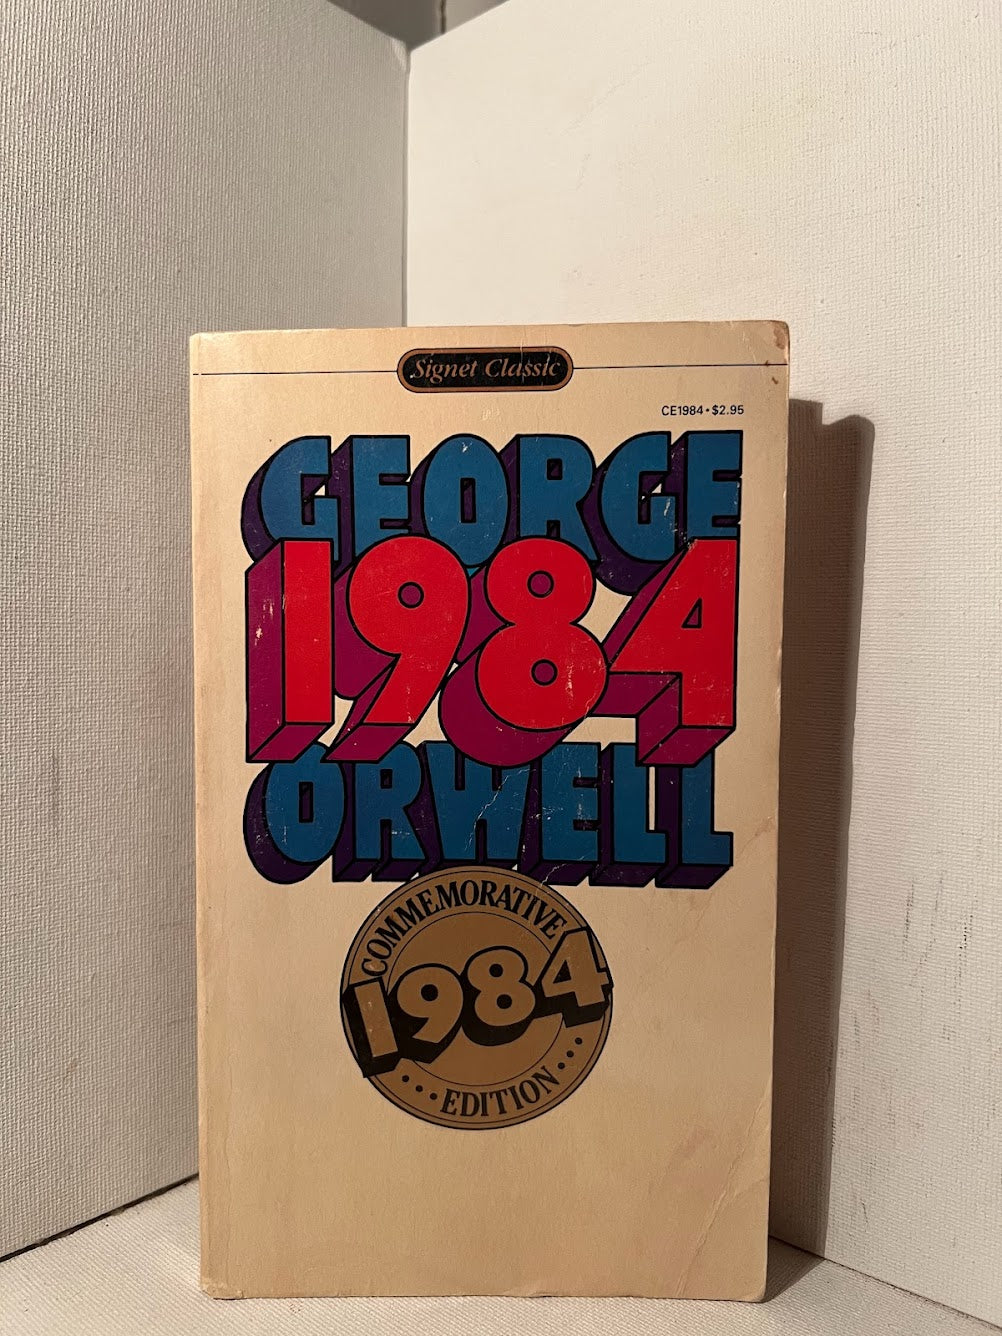 Signet Classic
CE1984 • $2.95
GEORGE
1984
ORWELL
COMMEMORATIVE
1984
•••EDITION•••